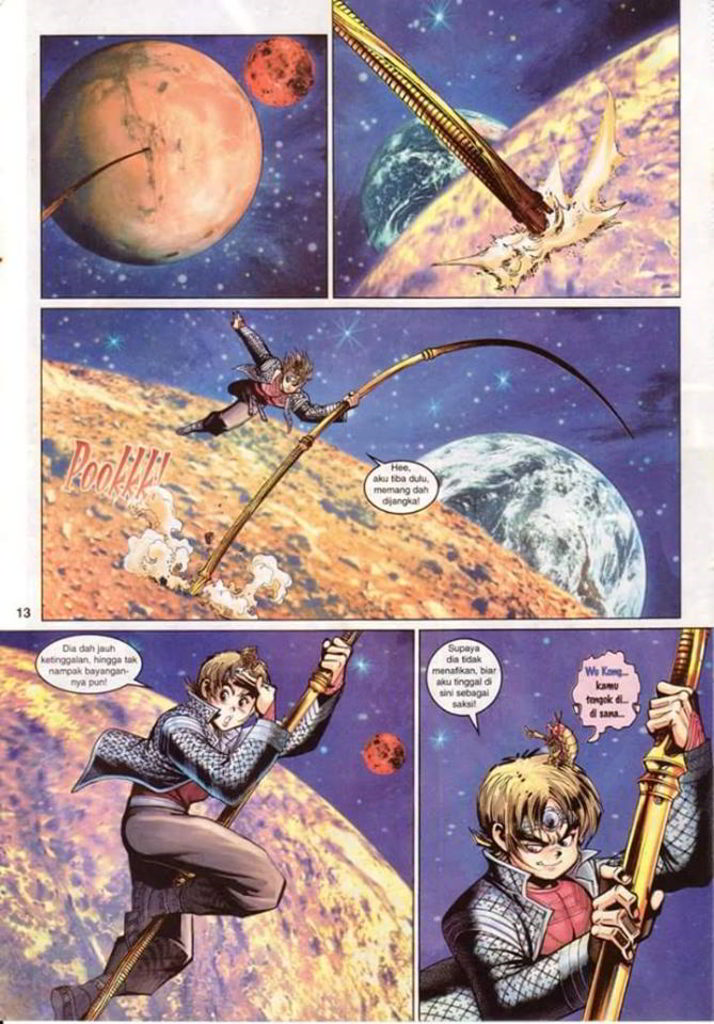 Pookkk!
Hee,
aku tiba dulu,
memang dah
dijangka!
13
Dia dah jauh
ketinggalan, hingga tak
nampak bayangan-
nya pun!
Supaya
dia tidak
menafikan, biar
aku tinggal di
sini sebagai
saksi!
Wu Kong...
kamu
tengok di...
di sana...